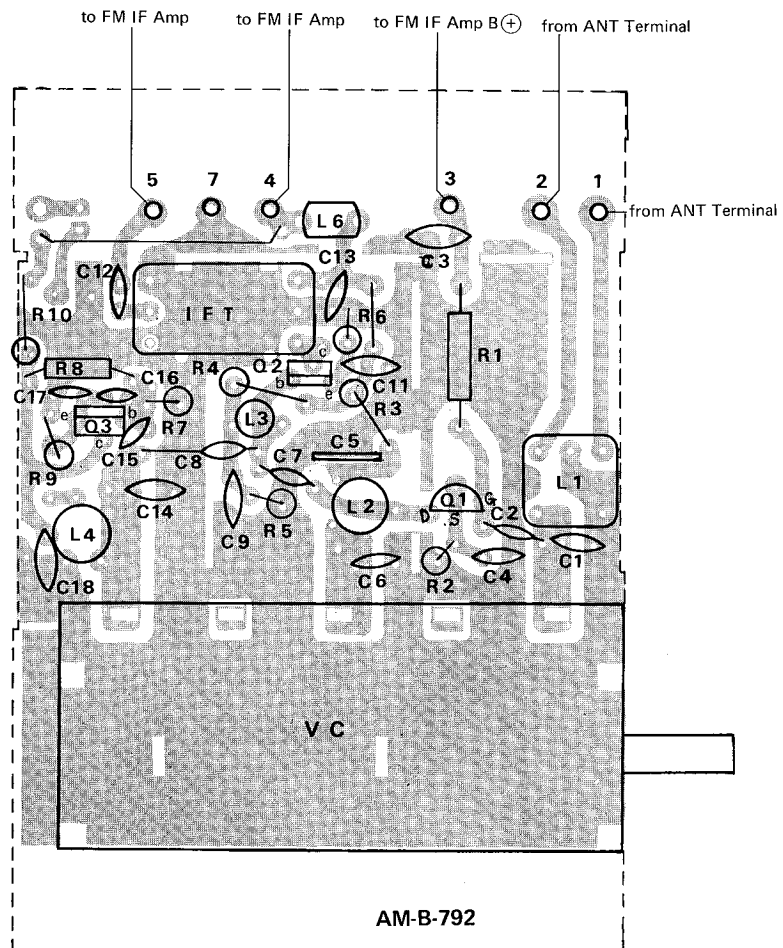 to FM IF Amp to FM IF Amp to FM IF Amp B⊕ from ANT Terminal
5 7 4 3 2 1
from ANT Terminal
L6
C12 C13 C3
R10 IFT R6
R8 R4 Q2 c R1
C17 C16 b e C11
e b R7 L3 R3
Q3
c C15 C8 C7 C5 L1
R9
C14 L2 Q1 G
D S C2
L4 C9 R5
C18 C6 R2 C4 C1
VC
AM-B-792